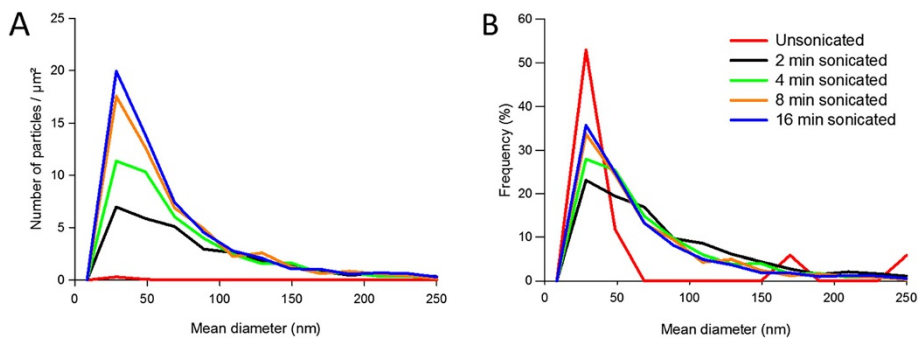 A
Number of particles / µm²
25
20
15
10
5
0
0
50
100
150
200
250
Mean diameter (nm)
B
Frequency (%)
60
50
40
30
20
10
0
0
50
100
150
200
250
Mean diameter (nm)
Unsonicated
2 min sonicated
4 min sonicated
8 min sonicated
16 min sonicated